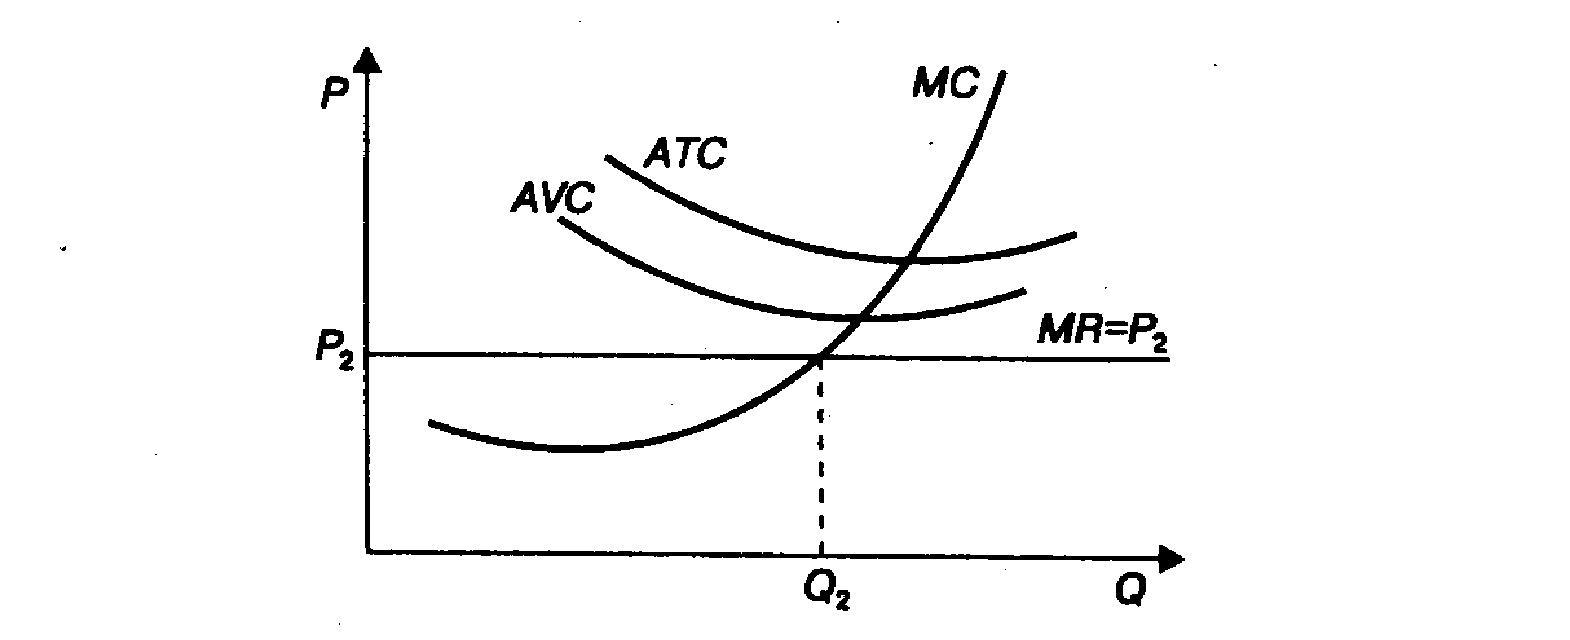 P
MC
ATC
AVC
MR=P₂
P₂
Q₂
Q